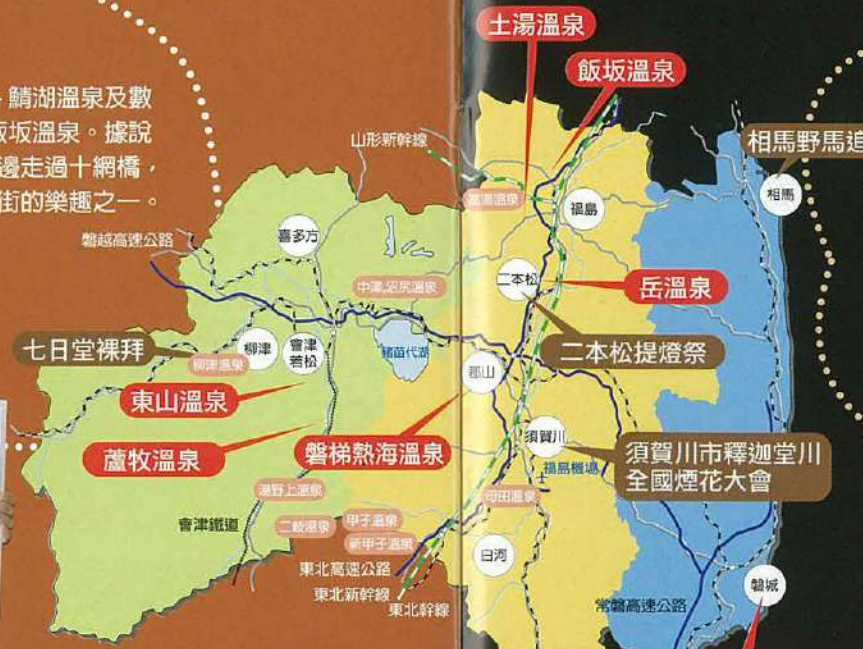 鯖湖溫泉及數
飯坂溫泉。據說
邊走過十綱橋，
街的樂趣之一。
土湯溫泉
飯坂溫泉
相馬野馬追
山形新幹線
高湯溫泉
福島
相馬
喜多方
磐越高速公路
中津,沼尻溫泉
二本松
岳溫泉
七日堂裸拜
柳津溫泉
柳津
會津
若松
豬苗代湖
二本松提燈祭
郡山
東山溫泉
蘆牧溫泉
磐梯熱海溫泉
須賀川
福島機場
須賀川市釋迦堂川
全國煙花大會
湯野上溫泉
母田溫泉
會津鐵道
二岐溫泉
甲子溫泉
新甲子溫泉
白河
東北高速公路
東北新幹線
東北幹線
常磐高速公路
磐城